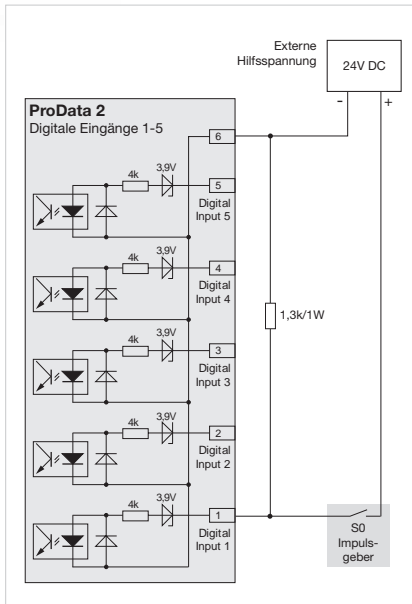 Externe
Hilfsspannung
24V DC
-
+
ProData 2
Digitale Eingänge 1-5
6
4k
3,9V
5
Digital
Input 5
4k
3,9V
4
Digital
Input 4
1,3k/1W
4k
3,9V
3
Digital
Input 3
4k
3,9V
2
Digital
Input 2
4k
3,9V
1
Digital
Input 1
S0
Impuls-
geber